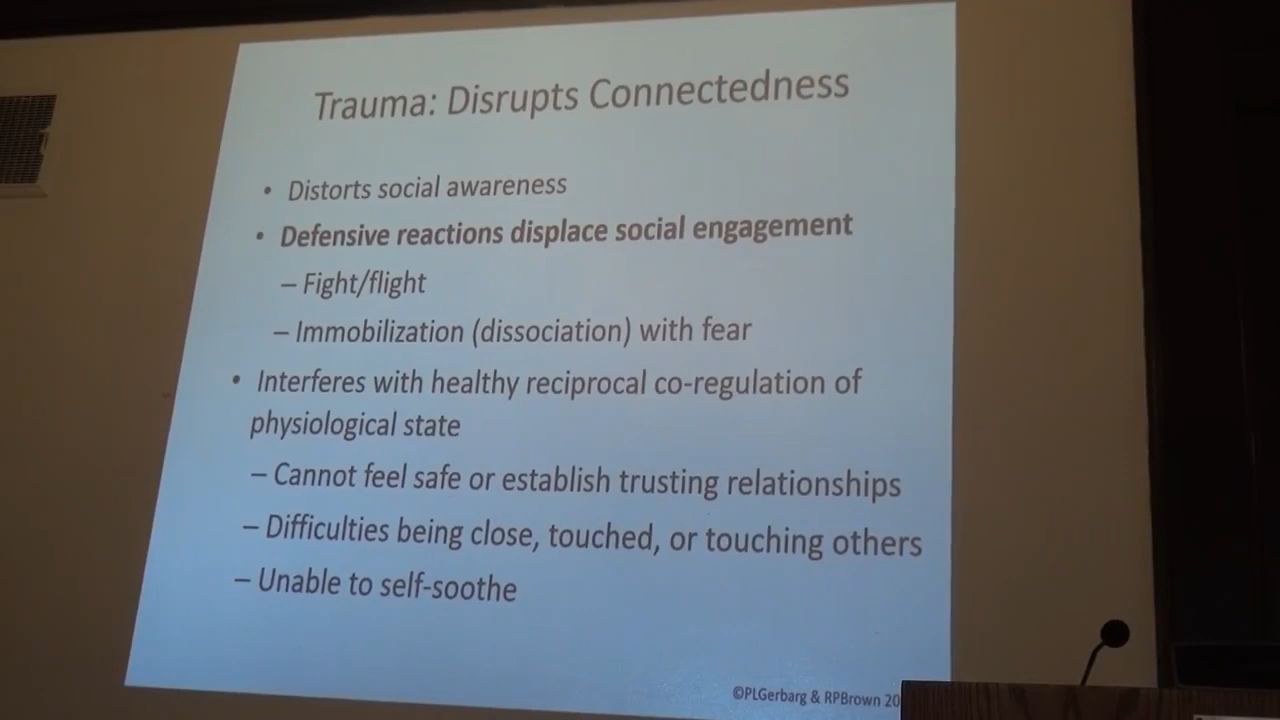 Trauma: Disrupts Connectedness
• Distorts social awareness
• Defensive reactions displace social engagement
– Fight/flight
– Immobilization (dissociation) with fear
• Interferes with healthy reciprocal co-regulation of
physiological state
– Cannot feel safe or establish trusting relationships
– Difficulties being close, touched, or touching others
– Unable to self-soothe
©PLGerbarg & RPBrown 20